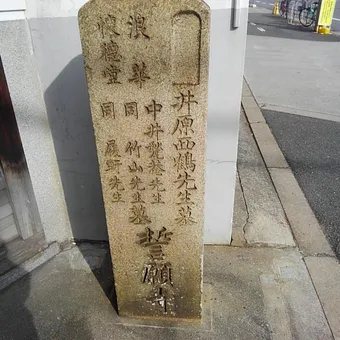 井原西鶴先生墓
浪華
懐徳堂
中井甃庵先生
同 竹山先生墓
同 履軒先生
誓願寺